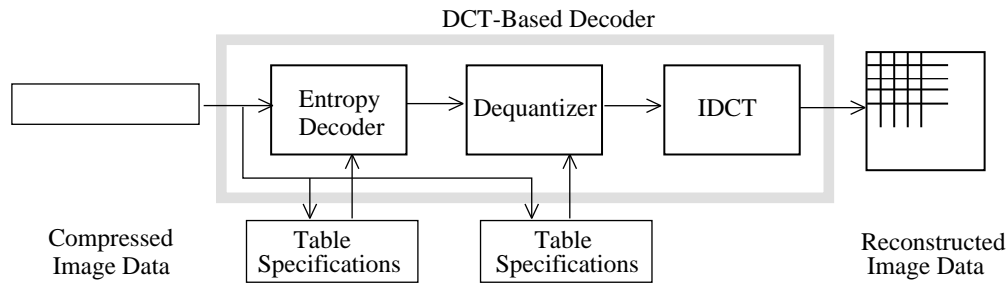 DCT-Based Decoder
Entropy
Decoder
Dequantizer
IDCT
Table
Specifications
Table
Specifications
Compressed
Image Data
Reconstructed
Image Data